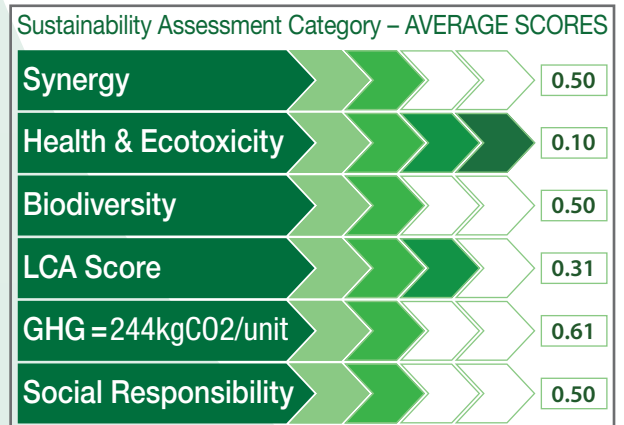 Sustainability Assessment Category – AVERAGE SCORES
Synergy 0.50
Health & Ecotoxicity 0.10
Biodiversity 0.50
LCA Score 0.31
GHG = 244kgCO2/unit 0.61
Social Responsibility 0.50